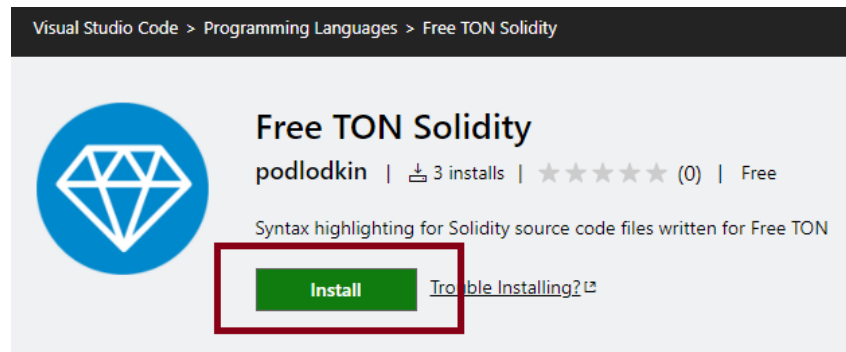 Visual Studio Code > Programming Languages > Free TON Solidity
Free TON Solidity
podlodkin | 3 installs | (0) | Free
Syntax highlighting for Solidity source code files written for Free TON
Install Trouble Installing?